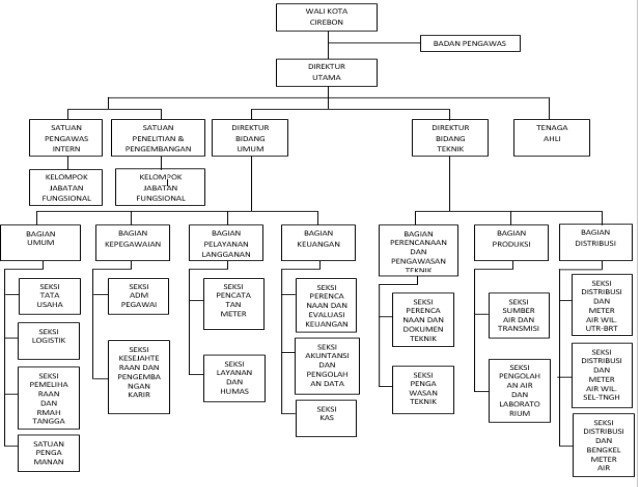 WALI KOTA
CIREBON
BADAN PENGAWAS
DIREKTUR
UTAMA
SATUAN
PENGAWAS
INTERN
SATUAN
PENELITIAN &
PENGEMBANGAN
DIREKTUR
BIDANG
UMUM
DIREKTUR
BIDANG
TEKNIK
TENAGA
AHLI
KELOMPOK
JABATAN
FUNGSIONAL
KELOMPOK
JABATAN
FUNGSIONAL
BAGIAN
UMUM
BAGIAN
KEPEGAWAIAN
BAGIAN
PELAYANAN
LANGGANAN
BAGIAN
KEUANGAN
BAGIAN
PERENCANAAN
DAN
PENGAWASAN
TEKNIK
BAGIAN
PRODUKSI
BAGIAN
DISTRIBUSI
SEKSI
TATA
USAHA
SEKSI
LOGISTIK
SEKSI
PEMELIHA
RAAN
DAN
RMAH
TANGGA
SATUAN
PENGA
MANAN
SEKSI
ADM
PEGAWAI
SEKSI
KESEJAHTE
RAAN DAN
PENGEMBA
NGAN
KARIR
SEKSI
PENCATA
TAN
METER
SEKSI
LAYANAN
DAN
HUMAS
SEKSI
PERENCA
NAAN DAN
EVALUASI
KEUANGAN
SEKSI
AKUNTANSI
DAN
PENGOLAH
AN DATA
SEKSI
KAS
SEKSI
PERENCA
NAAN DAN
DOKUMEN
TEKNIK
SEKSI
PENGA
WASAN
TEKNIK
SEKSI
SUMBER
AIR DAN
TRANSMISI
SEKSI
PENGOLAH
AN AIR DAN
LABORATO
RIUM
SEKSI
DISTRIBUSI
DAN
METER
AIR WIL.
UTR-BRT
SEKSI
DISTRIBUSI
DAN
METER
AIR WIL.
SEL-TNGH
SEKSI
DISTRIBUSI
DAN
BENGKEL
METER
AIR